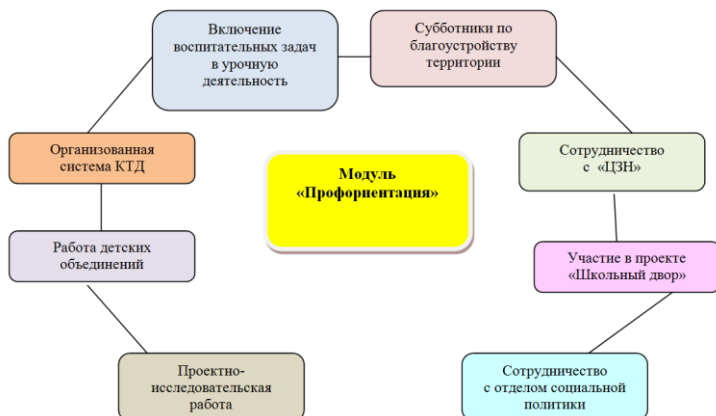 Включение
воспитательных задач
в урочную
деятельность
Субботники по
благоустройству
территории
Организованная
система КТД
Модуль
«Профориентация»
Сотрудничество
с «ЦЗН»
Работа детских
объединений
Участие в проекте
«Школьный двор»
Проектно-
исследовательская
работа
Сотрудничество
с отделом социальной
политики